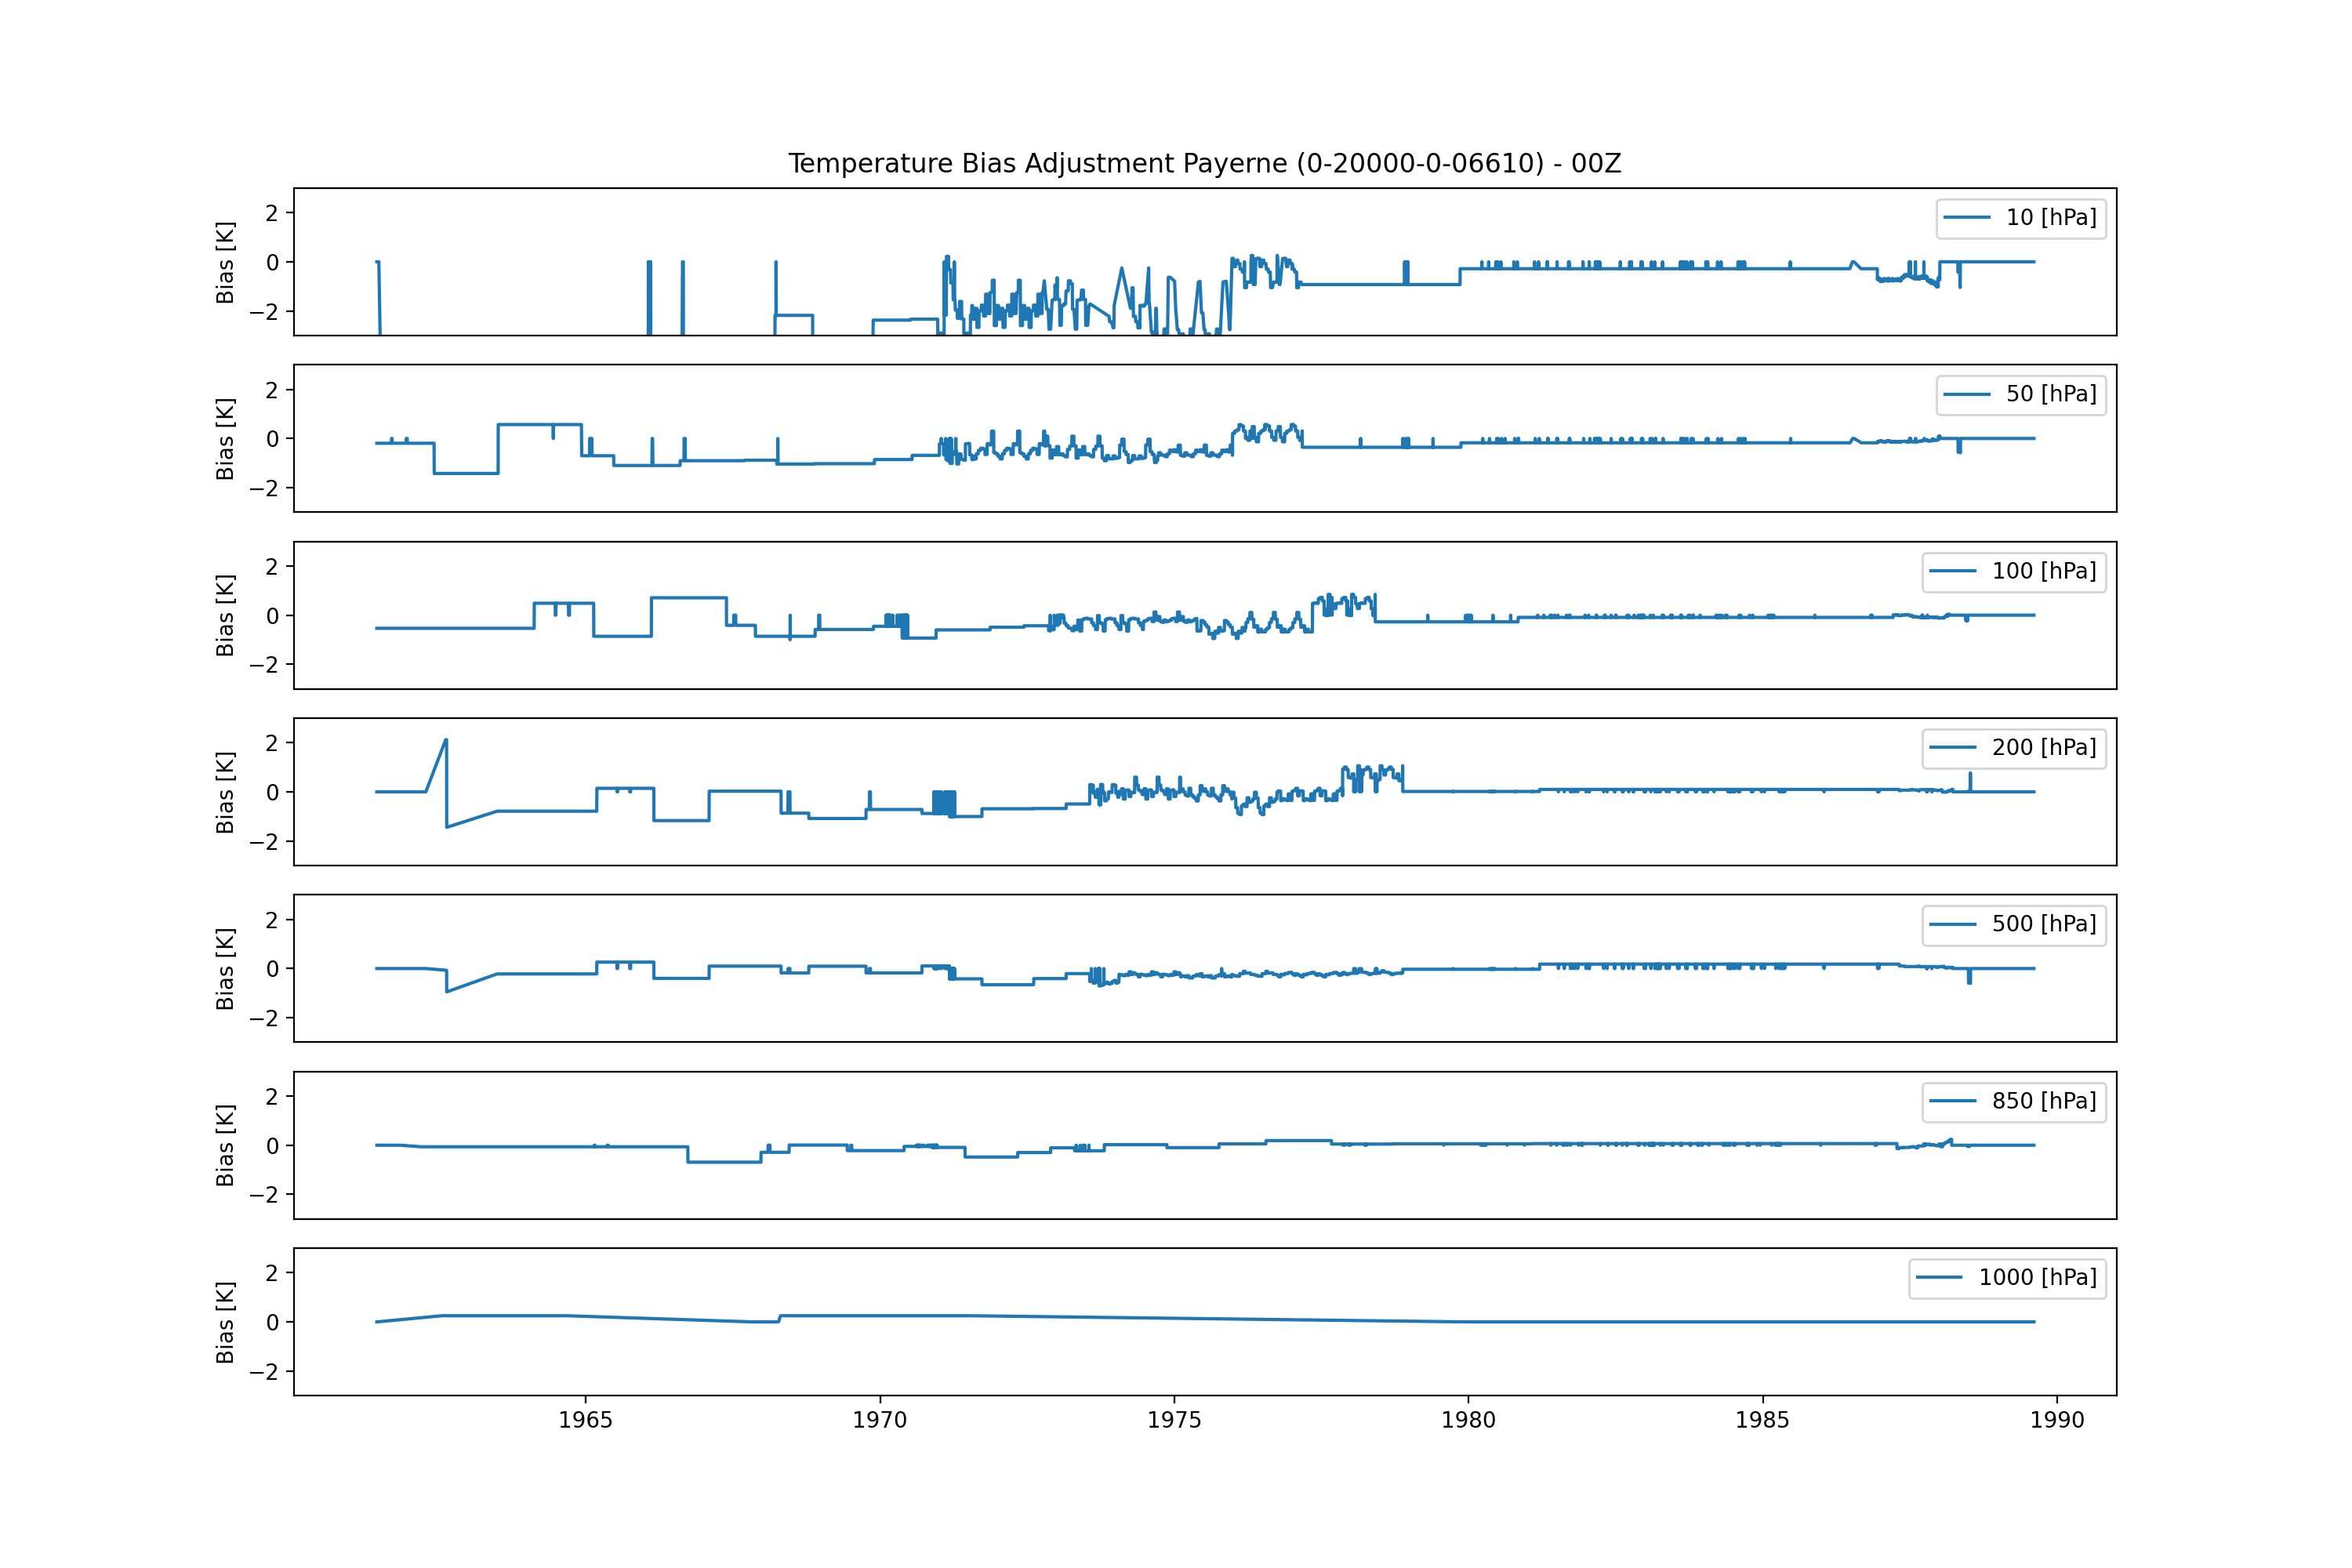 Temperature Bias Adjustment Payerne (0-20000-0-06610) - 00Z
Bias [K]
2
0
−2
10 [hPa]
Bias [K]
2
0
−2
50 [hPa]
Bias [K]
2
0
−2
100 [hPa]
Bias [K]
2
0
−2
200 [hPa]
Bias [K]
2
0
−2
500 [hPa]
Bias [K]
2
0
−2
850 [hPa]
Bias [K]
2
0
−2
1000 [hPa]
1965 1970 1975 1980 1985 1990